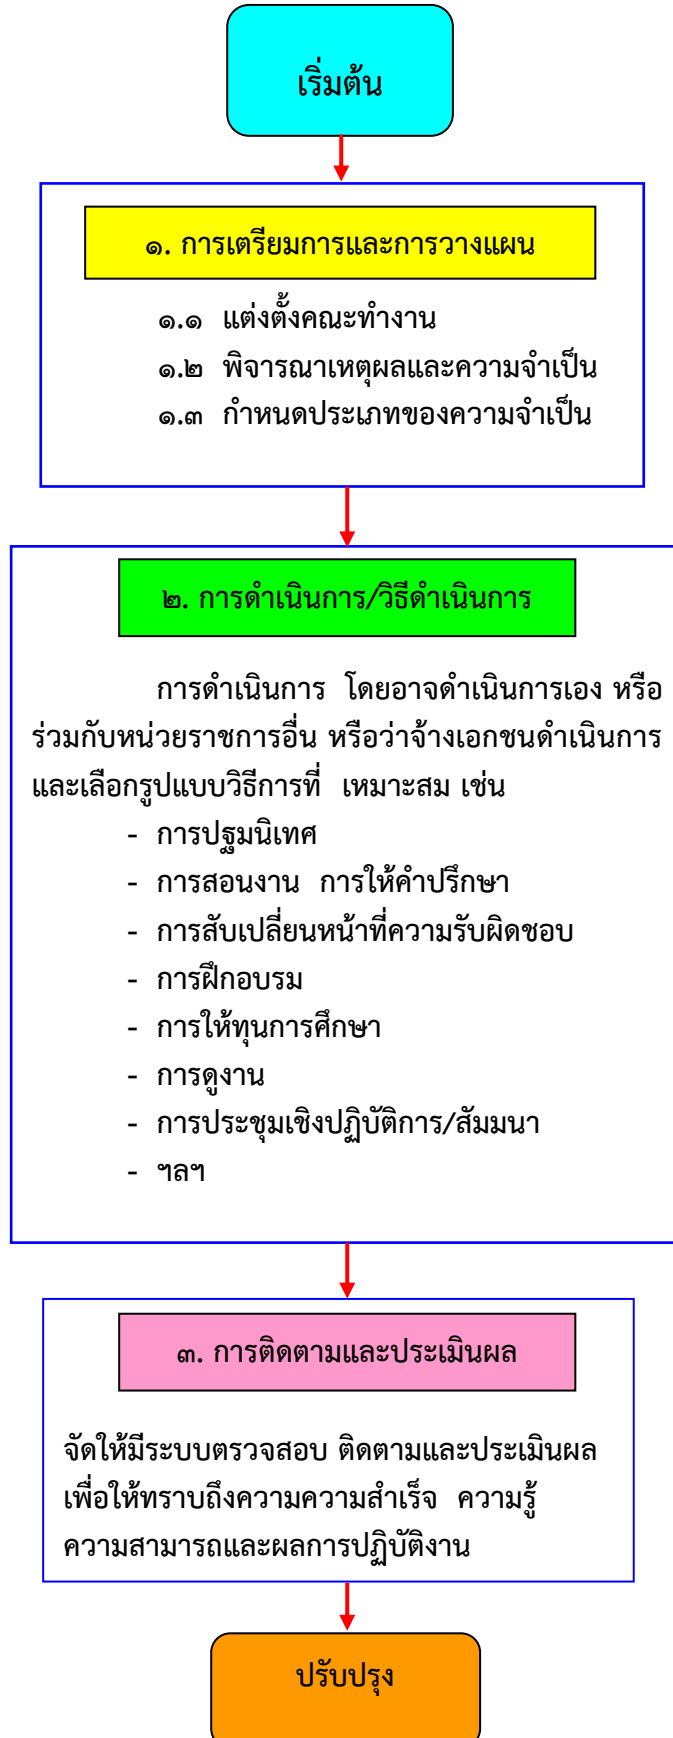 เริ่มต้น
๑. การเตรียมการและการวางแผน
๑.๑ แต่งตั้งคณะทำงาน
๑.๒ พิจารณาเหตุผลและความจำเป็น
๑.๓ กำหนดประเภทของความจำเป็น
๒. การดำเนินการ/วิธีดำเนินการ
การดำเนินการ โดยอาจดำเนินการเอง หรือ
ร่วมกับหน่วยราชการอื่น หรือว่าจ้างเอกชนดำเนินการ
และเลือกรูปแบบวิธีการที่ เหมาะสม เช่น
- การปฐมนิเทศ
- การสอนงาน การให้คำปรึกษา
- การสับเปลี่ยนหน้าที่ความรับผิดชอบ
- การฝึกอบรม
- การให้ทุนการศึกษา
- การดูงาน
- การประชุมเชิงปฏิบัติการ/สัมมนา
- ฯลฯ
๓. การติดตามและประเมินผล
จัดให้มีระบบตรวจสอบ ติดตามและประเมินผล
เพื่อให้ทราบถึงความความสำเร็จ ความรู้
ความสามารถและผลการปฏิบัติงาน
ปรับปรุง